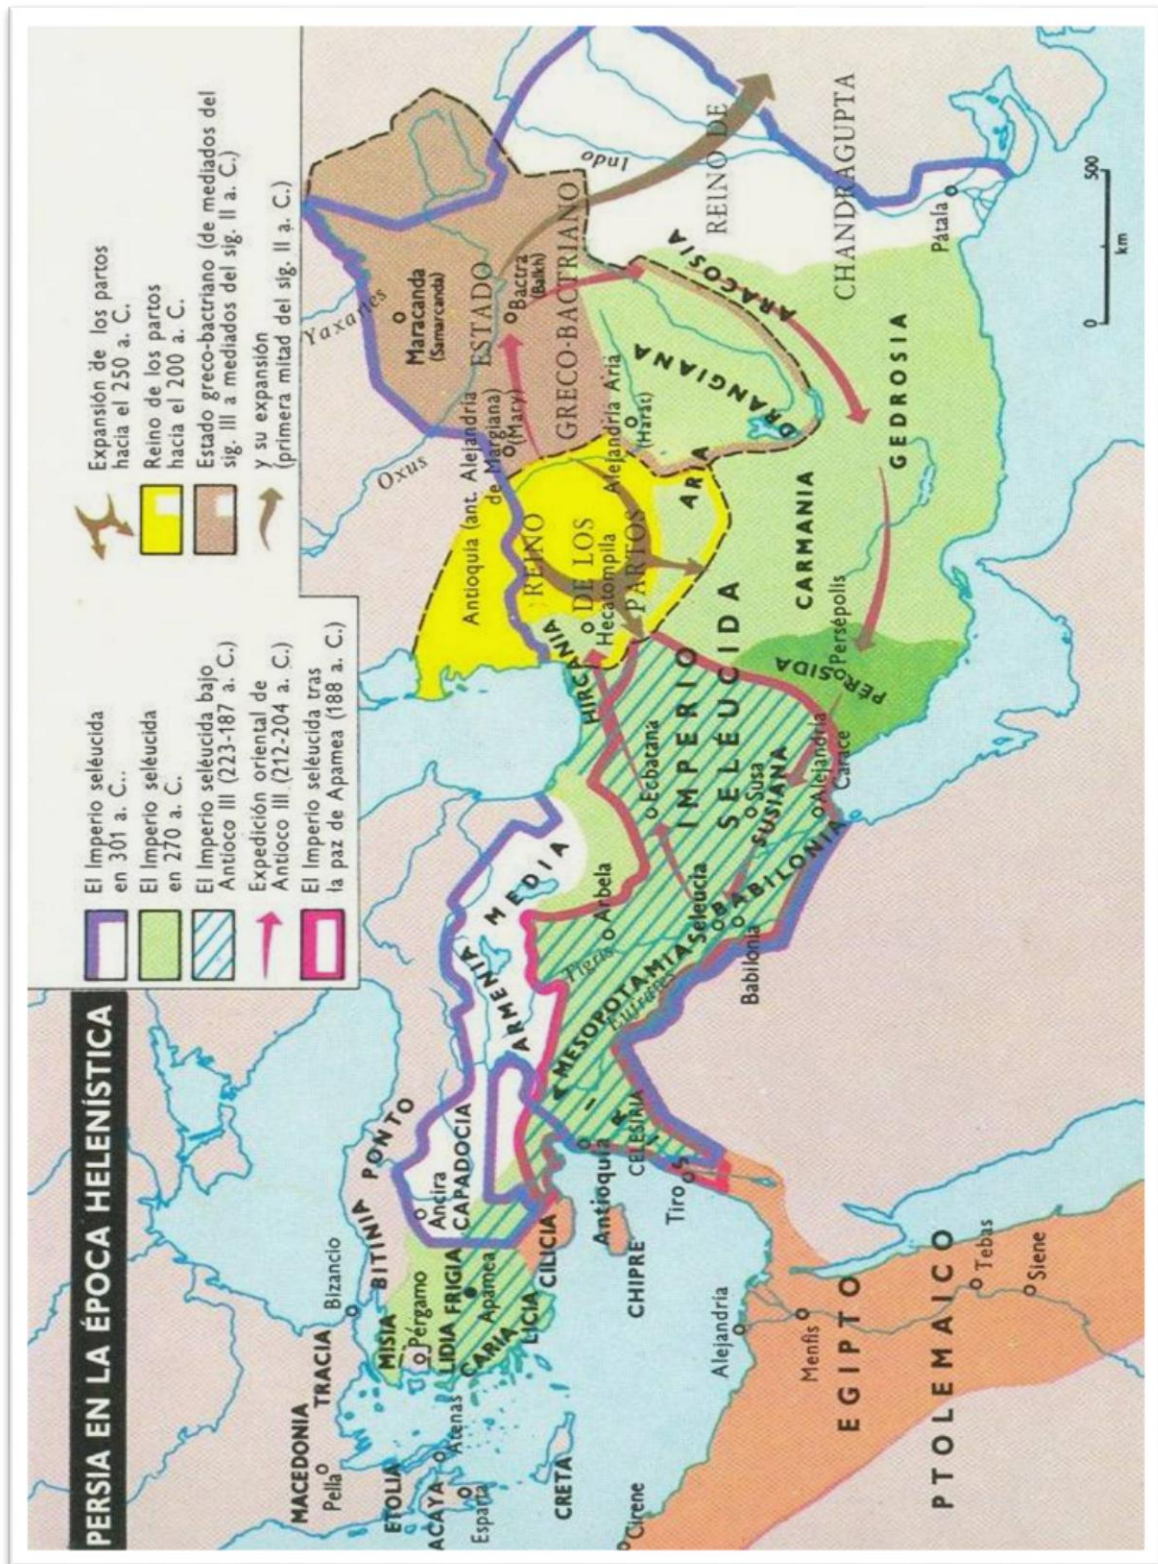 PERSIA EN LA ÉPOCA HELENÍSTICA
El Imperio seléucida
en 301 a. C..
El Imperio seléucida
en 270 a. C.
El Imperio seléucida bajo
Antíoco III (223-187 a. C.)
Expedición oriental de
Antíoco III (212-204 a. C.)
El Imperio seléucida tras
la paz de Apamea (188 a. C.)
Expansión de los partos
hacia el 250 a. C.
Reino de los partos
hacia el 200 a. C.
Estado greco-bactriano (de mediados del
sig. III a mediados del sig. II a. C.)
y su expansión
(primera mitad del sig. II a. C.)
MACEDONIA
Pella
TRACIA
Bizancio
ETOLIA
ACAYA
Atenas
Esparta
CRETA
Cirene
BITINIA
PONTO
MISIA
Pérgamo
LIDIA
FRIGIA
Apamea
CARIA
LICIA
CILICIA
Ancira
CAPADOCIA
ARMENIA
MEDIA
CHIPRE
Antioquía
SIRIA
CELESIRIA
Tiro
Alejandría
Menfis
EGIPTO
PTOLEMAICO
Tebas
Siene
MESOPOTAMIA
Tigris
Eufrates
Arbela
Seleucia
Babilonia
BABILONIA
Ecbatana
Susa
SUSIANA
Alejandría
Carace
IMPERIO
SELÉUCIDA
PERSIDA
Persépolis
HIRCANIA
Hecatompila
REINO
DE LOS
PARTOS
CARMANIA
GEDROSIA
Oxus
Yaxartes
Antioquía (ant. Alejandría
de Margiana)
(Mary)
Maracanda
(Samarcanda)
ESTADO
GRECO-BACTRIANO
Bactra
(Balkh)
Alejandría Aria
(Harat)
ARIA
DRANGIANA
ARACOSIA
Indo
REINO DE
CHANDRAGUPTA
Pátala
0
500
km